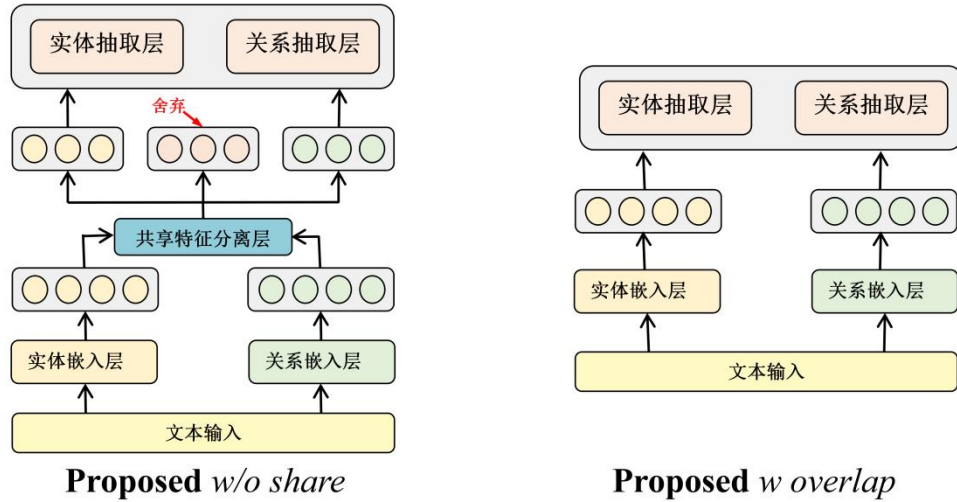 实体抽取层
关系抽取层
舍弃
共享特征分离层
实体嵌入层
关系嵌入层
文本输入
Proposed w/o share
实体抽取层
关系抽取层
实体嵌入层
关系嵌入层
文本输入
Proposed w overlap